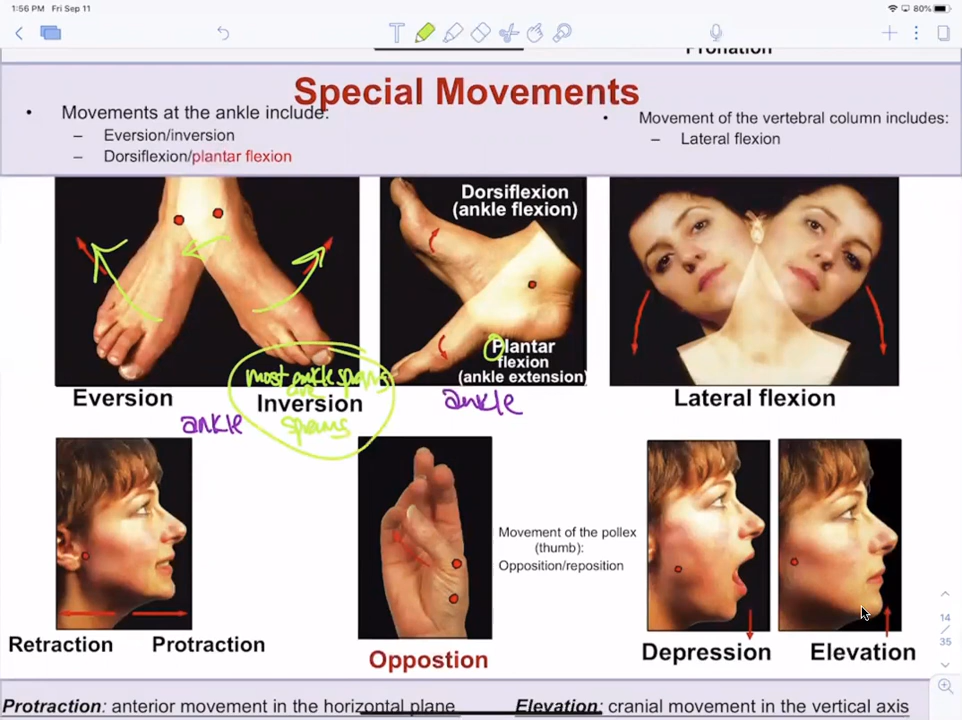 1:56 PM Fri Sep 11
80%
T
Pronation
Special Movements
• Movements at the ankle include:
– Eversion/inversion
– Dorsiflexion/plantar flexion
• Movement of the vertebral column includes:
– Lateral flexion
Dorsiflexion
(ankle flexion)
Plantar
flexion
(ankle extension)
most ankle sprains
are
Inversion
sprains
Eversion
ankle
ankle
Lateral flexion
Movement of the pollex
(thumb):
Opposition/reposition
Retraction
Protraction
Oppostion
Depression
Elevation
14
/
35
Protraction: anterior movement in the horizontal plane
Elevation: cranial movement in the vertical axis